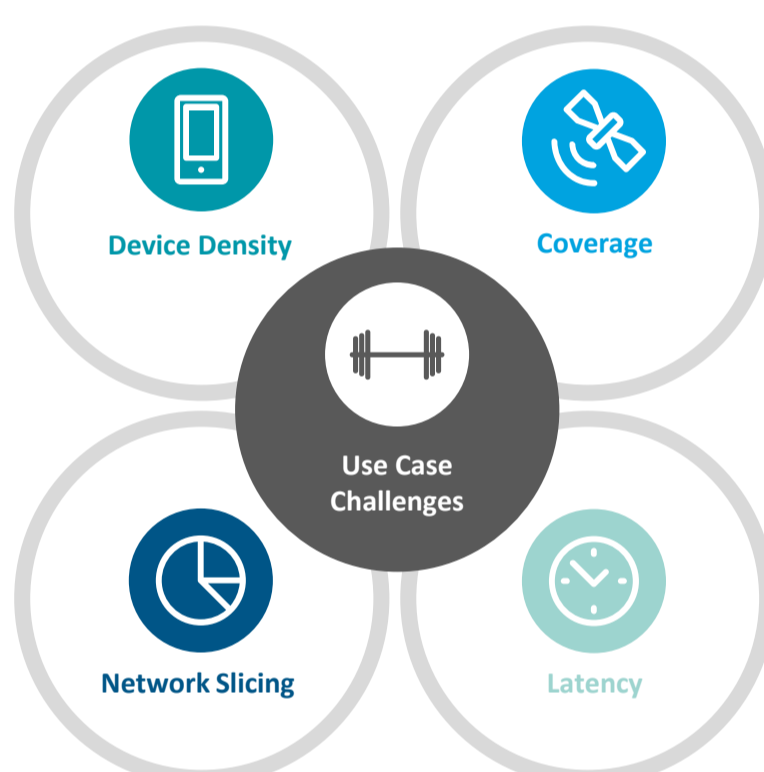 Device Density
Coverage
Use Case
Challenges
Network Slicing
Latency